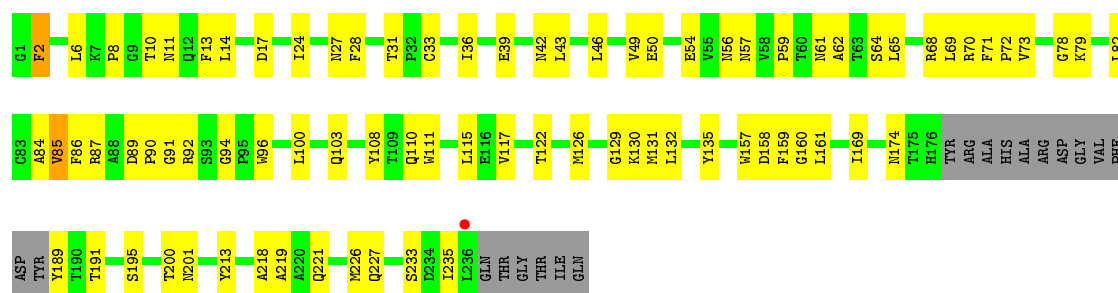 G1 F2 L6 K7 P8 G9 T10 N11 Q12 F13 L14 D17 I24 N27 F28 T31 P32 C33 I36 E39 N42 L43 L46 V49 E50 E54 V55 N56 N57 V58 P59 T60 N61 A62 T63 S64 L65 R68 L69 R70 F71 P72 V73 G78 K79 L82
C83 A84 V85 F86 R87 A88 D89 P90 G91 R92 S93 G94 P95 W96 L100 Q103 Y108 T109 Q110 W111 L115 E116 V117 T122 M126 G129 K130 M131 L132 Y135 W157 D158 F159 G160 L161 I169 N174 T175 H176 TYR ARG ALA HIS ALA ARG ASP GLY VAL PHE
ASP TYR Y189 T190 T191 S195 T200 N201 Y213 A218 A219 A220 Q221 M226 Q227 S233 D234 I235 L236 GLN THR GLY THR ILE GLN